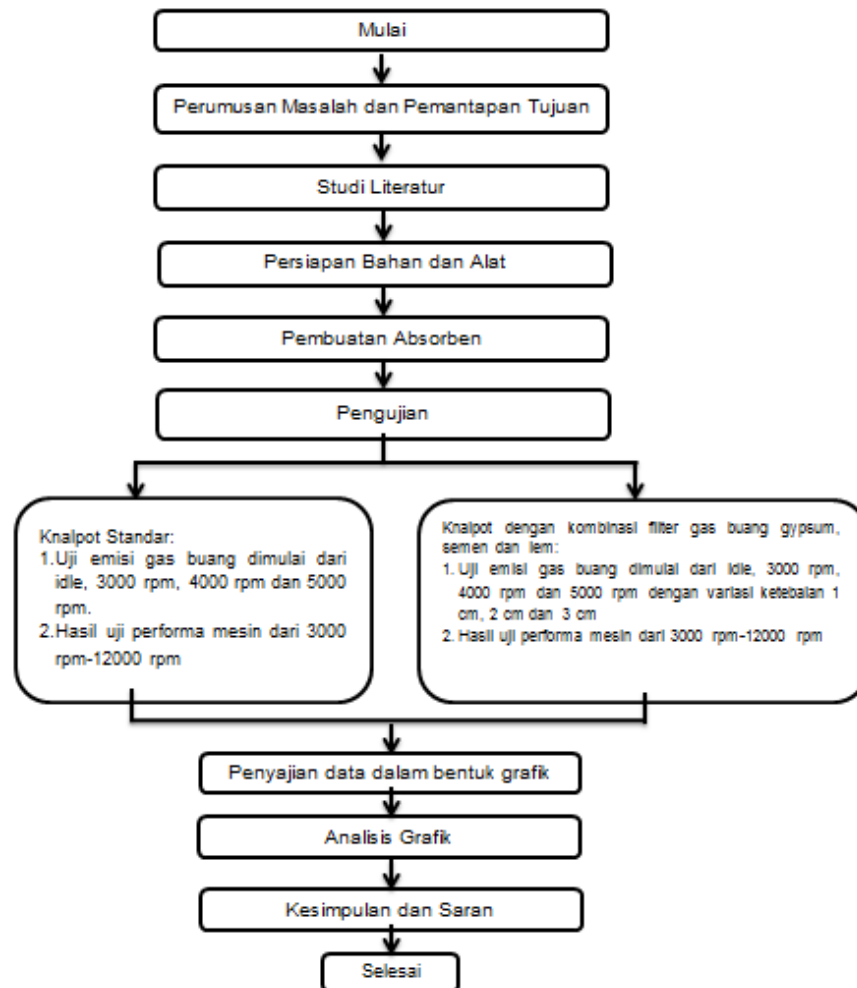 Mulai
Perumusan Masalah dan Pemantapan Tujuan
Studi Literatur
Persiapan Bahan dan Alat
Pembuatan Absorben
Pengujian
Knalpot Standar:
1. Uji emisi gas buang dimulai dari
idle, 3000 rpm, 4000 rpm dan 5000
rpm.
2. Hasil uji performa mesin dari 3000
rpm-12000 rpm
Knalpot dengan kombinasi filter gas buang gypsum,
semen dan lem:
1. Uji emisi gas buang dimulai dari idle, 3000 rpm,
4000 rpm dan 5000 rpm dengan variasi ketebalan 1
cm, 2 cm dan 3 cm
2. Hasil uji performa mesin dari 3000 rpm-12000 rpm
Penyajian data dalam bentuk grafik
Analisis Grafik
Kesimpulan dan Saran
Selesai